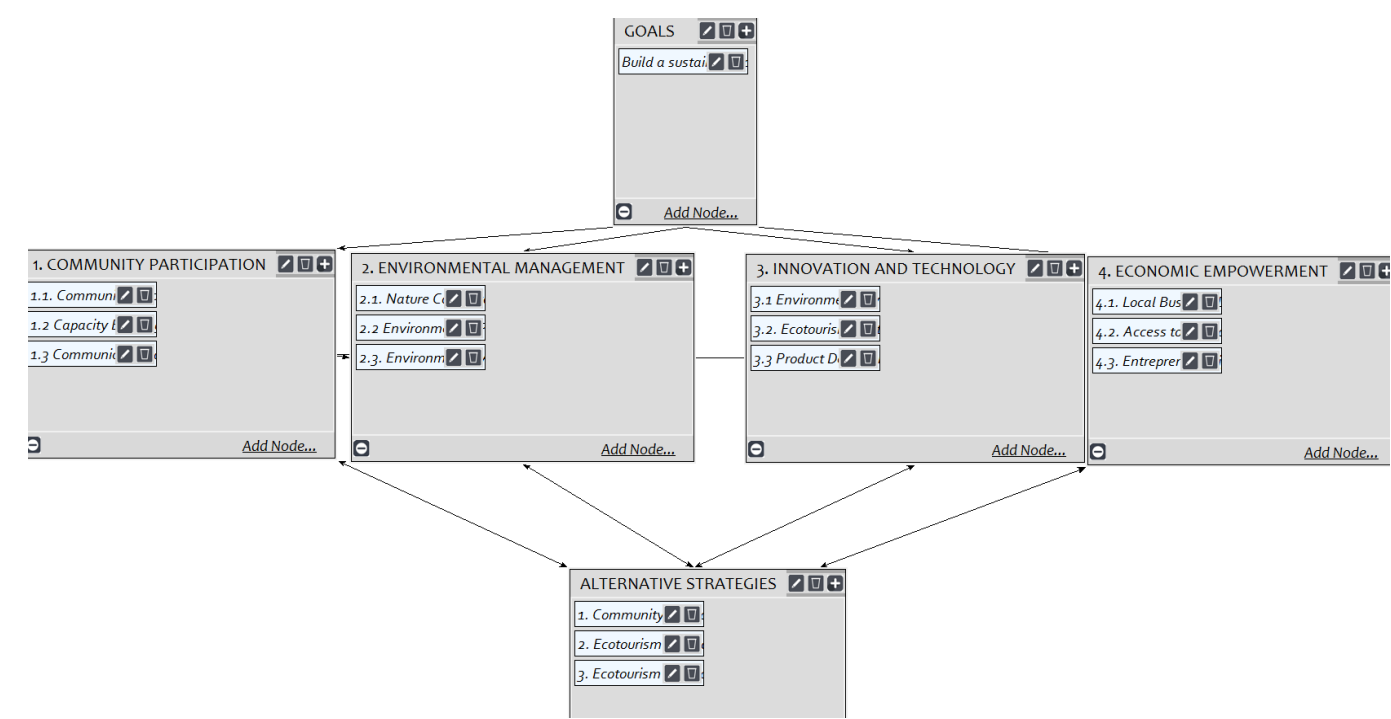 GOALS
Build a sustai
Add Node...
1. COMMUNITY PARTICIPATION
1.1. Communi
1.2 Capacity
1.3 Communic
Add Node...
2. ENVIRONMENTAL MANAGEMENT
2.1. Nature C
2.2 Environm
2.3. Environm
Add Node...
3. INNOVATION AND TECHNOLOGY
3.1 Environme
3.2. Ecotouris
3.3 Product D
Add Node...
4. ECONOMIC EMPOWERMENT
4.1. Local Bus
4.2. Access to
4.3. Entrepren
Add Node...
ALTERNATIVE STRATEGIES
1. Community
2. Ecotourism
3. Ecotourism